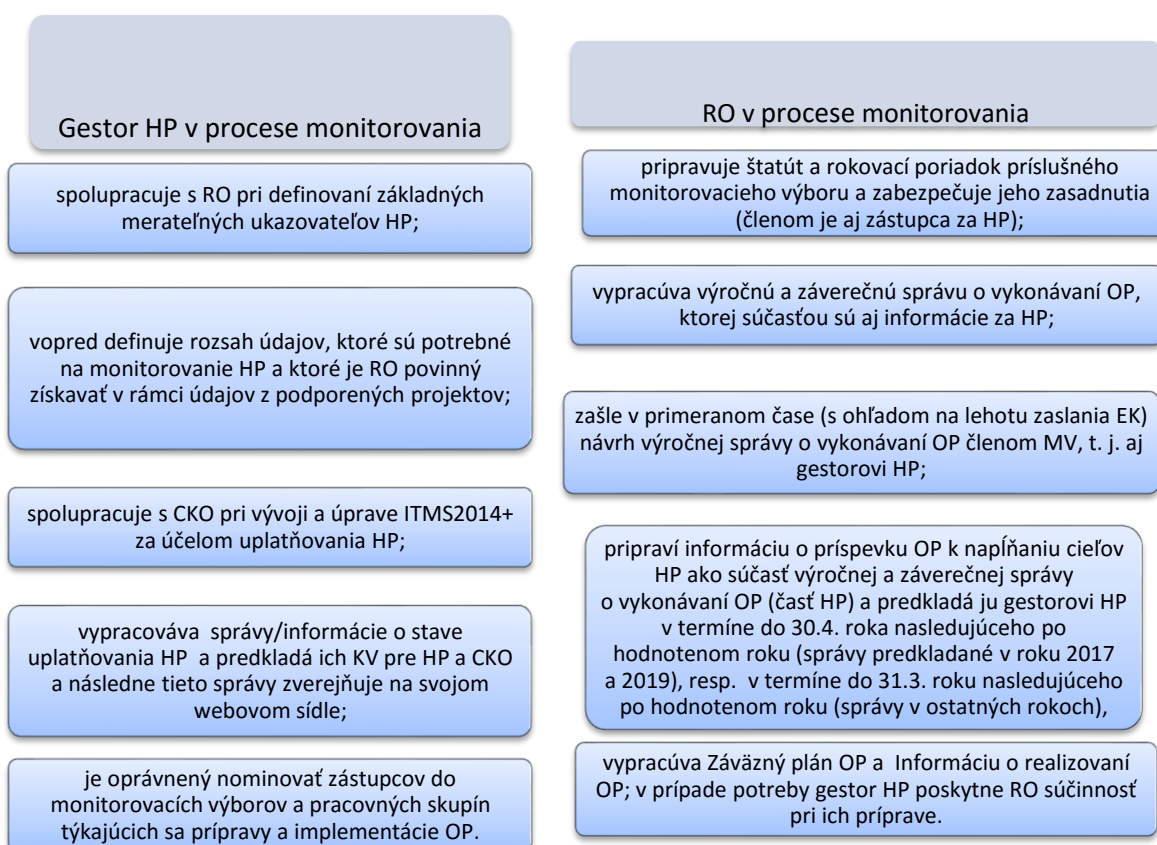 Gestor HP v procese monitorovania
spolupracuje s RO pri definovaní základných
merateľných ukazovateľov HP;
vopred definuje rozsah údajov, ktoré sú potrebné
na monitorovanie HP a ktoré je RO povinný
získavať v rámci údajov z podporených projektov;
spolupracuje s CKO pri vývoji a úprave ITMS2014+
za účelom uplatňovania HP;
vypracováva správy/informácie o stave
uplatňovania HP a predkladá ich KV pre HP a CKO
a následne tieto správy zverejňuje na svojom
webovom sídle;
je oprávnený nominovať zástupcov do
monitorovacích výborov a pracovných skupín
týkajúcich sa prípravy a implementácie OP.
RO v procese monitorovania
pripravuje štatút a rokovací poriadok príslušného
monitorovacieho výboru a zabezpečuje jeho zasadnutia
(členom je aj zástupca za HP);
vypracúva výročnú a záverečnú správu o vykonávaní OP,
ktorej súčasťou sú aj informácie za HP;
zašle v primeranom čase (s ohľadom na lehotu zaslania EK)
návrh výročnej správy o vykonávaní OP členom MV, t. j. aj
gestorovi HP;
pripraví informáciu o príspevku OP k napĺňaniu cieľov
HP ako súčasť výročnej a záverečnej správy
o vykonávaní OP (časť HP) a predkladá ju gestorovi HP
v termíne do 30.4. roka nasledujúceho po
hodnotenom roku (správy predkladané v roku 2017
a 2019), resp. v termíne do 31.3. roku nasledujúceho
po hodnotenom roku (správy v ostatných rokoch),
vypracúva Záväzný plán OP a Informáciu o realizovaní
OP; v prípade potreby gestor HP poskytne RO súčinnosť
pri ich príprave.